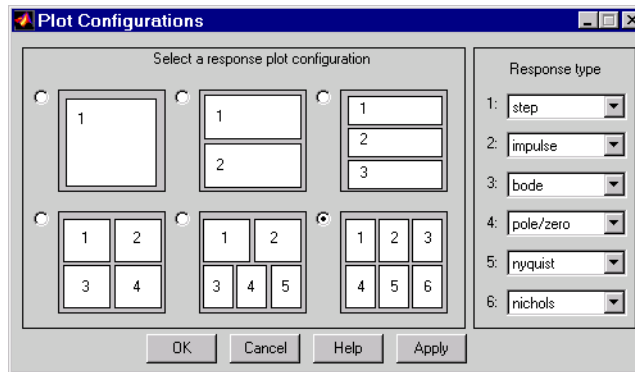 Plot Configurations
Select a response plot configuration
1
1
2
1
2
3
1 2
3 4
1 2
3 4 5
1 2 3
4 5 6
Response type
1: step
2: impulse
3: bode
4: pole/zero
5: nyquist
6: nichols
OK Cancel Help Apply